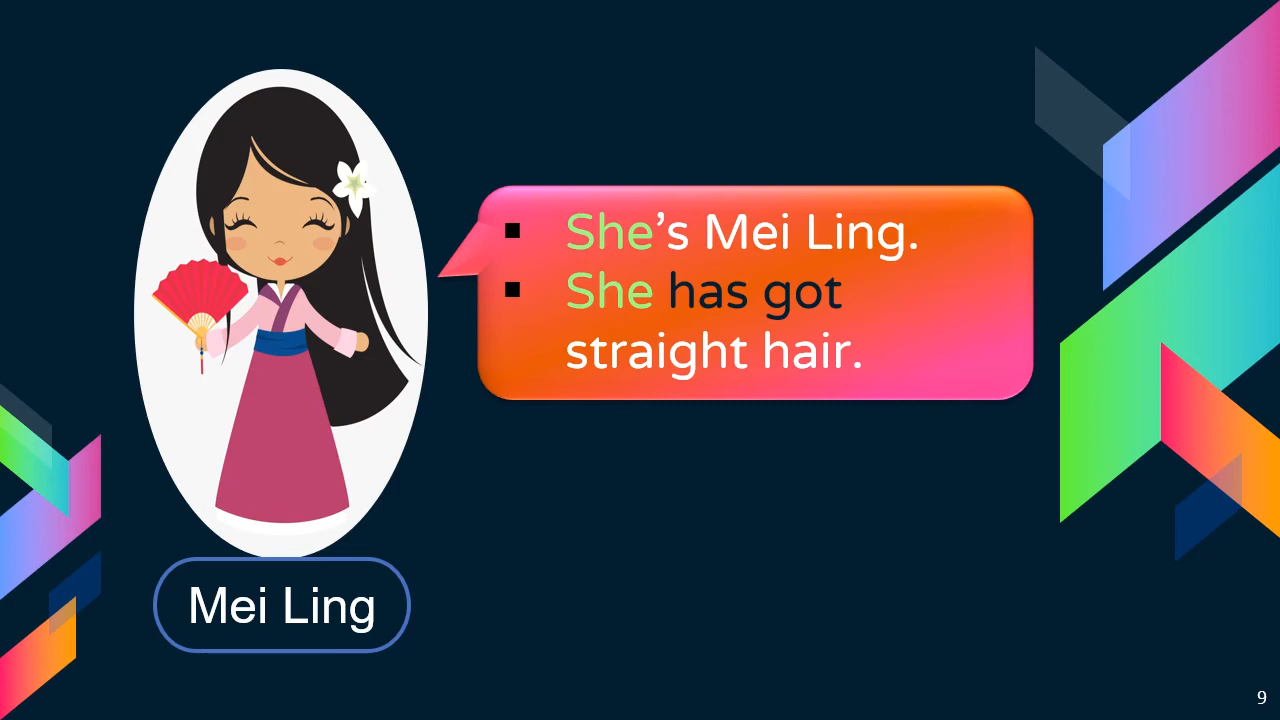 ▪ She’s Mei Ling.
▪ She has got
straight hair.
Mei Ling
9